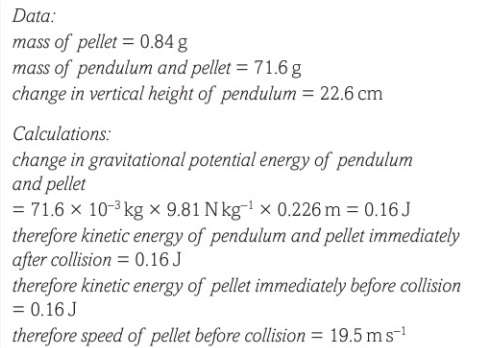 Data:
mass of pellet = 0.84 g
mass of pendulum and pellet = 71.6 g
change in vertical height of pendulum = 22.6 cm
Calculations:
change in gravitational potential energy of pendulum
and pellet
= 71.6 × 10⁻³ kg × 9.81 N kg⁻¹ × 0.226 m = 0.16 J
therefore kinetic energy of pendulum and pellet immediately
after collision = 0.16 J
therefore kinetic energy of pellet immediately before collision
= 0.16 J
therefore speed of pellet before collision = 19.5 m s⁻¹